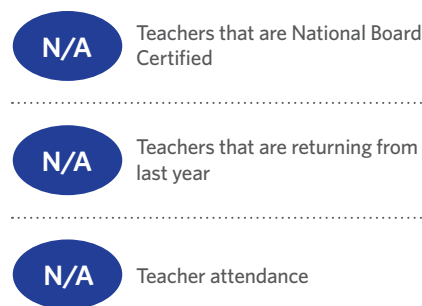 N/A
Teachers that are National Board
Certified
N/A
Teachers that are returning from
last year
N/A
Teacher attendance